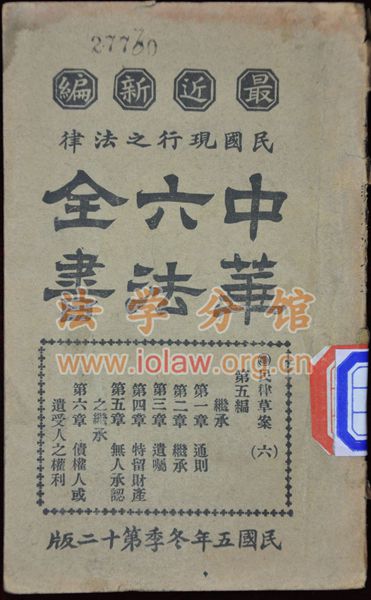 27760
最近新編
民國現行之法律
中華六法全書
法学分馆
www.iolaw.org.cn
民律草案(六)
第五編
繼承
第一章 通則
第二章 繼承
第三章 遺囑
第四章 特留財產
第五章 無人承認
之繼承
第六章 債權人或
遺受人之權利
民國五年冬季第十二版